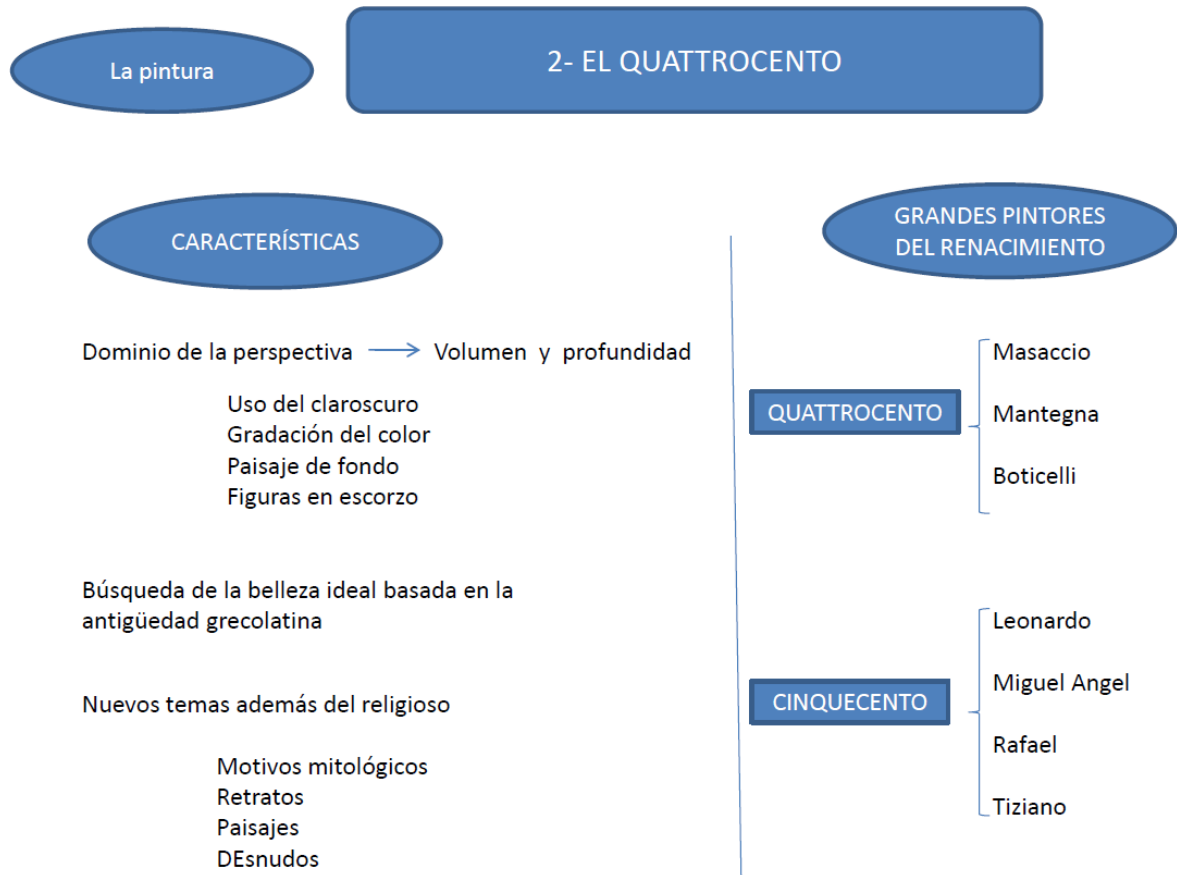 La pintura
2- EL QUATTROCENTO
CARACTERÍSTICAS
Dominio de la perspectiva → Volumen y profundidad
Uso del claroscuro
Gradación del color
Paisaje de fondo
Figuras en escorzo
Búsqueda de la belleza ideal basada en la
antigüedad grecolatina
Nuevos temas además del religioso
Motivos mitológicos
Retratos
Paisajes
DEsnudos
GRANDES PINTORES
DEL RENACIMIENTO
QUATTROCENTO
Masaccio
Mantegna
Boticelli
CINQUECENTO
Leonardo
Miguel Angel
Rafael
Tiziano